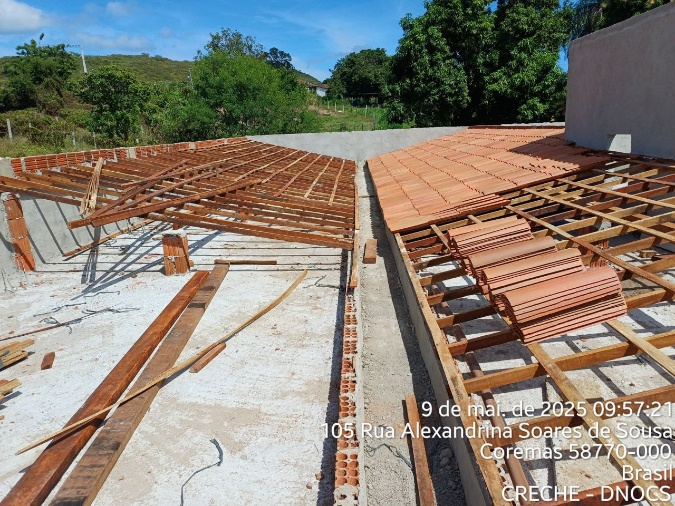 9 de mai. de 2025 09:57:21
105 Rua Alexandrina Soares de Sousa
Coremas 58770-000
Brasil
CRECHE - DNOCS